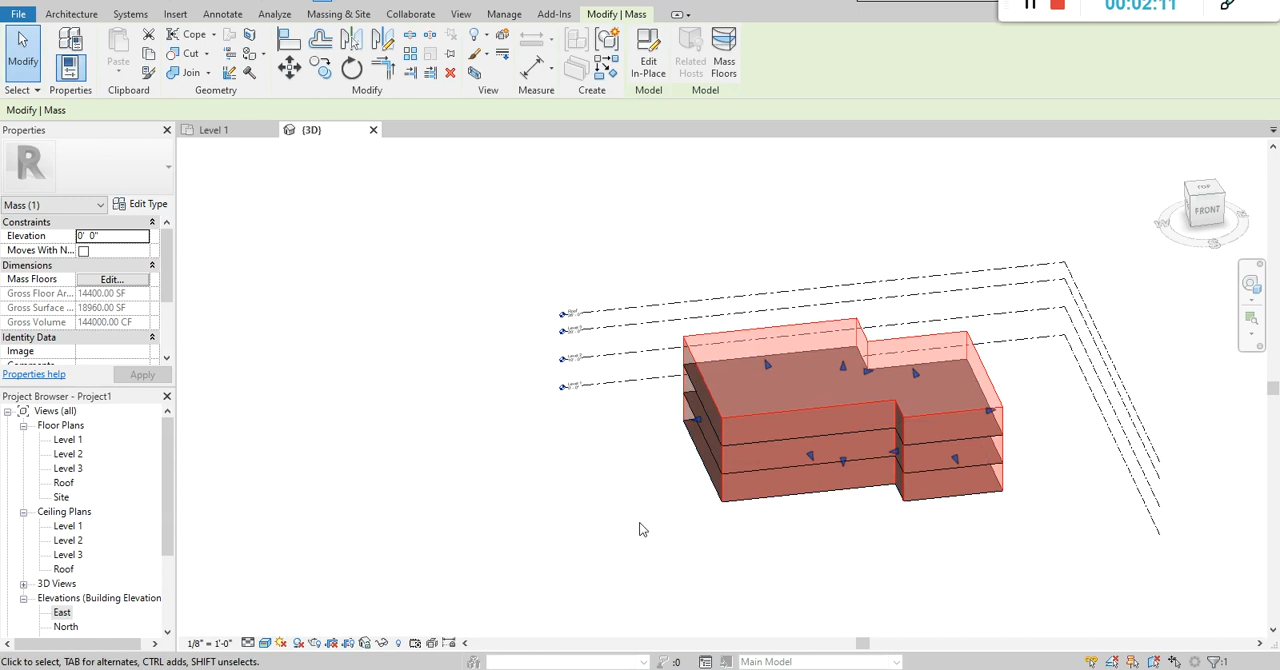 00:02:11
File Architecture Systems Insert Annotate Analyze Massing & Site Collaborate View Manage Add-Ins Modify | Mass
Modify
Select
Properties
Paste
Clipboard
Cope
Cut
Join
Geometry
Modify
View
Measure
Create
Edit
In-Place
Model
Related
Hosts
Mass
Floors
Model
Modify | Mass
Properties
Level 1
{3D}
R
Mass (1)
Edit Type
Constraints
Elevation 0' 0"
Moves With N...
Dimensions
Mass Floors Edit...
Gross Floor Ar... 14400.00 SF
Gross Surface ... 18960.00 SF
Gross Volume 144000.00 CF
Identity Data
Image
Properties help
Apply
Project Browser - Project1
Views (all)
Floor Plans
Level 1
Level 2
Level 3
Roof
Site
Ceiling Plans
Level 1
Level 2
Level 3
Roof
3D Views
Elevations (Building Elevation
East
North
TOP
FRONT
W
S
Roof
1/8" = 1'-0"
Click to select, TAB for alternates, CTRL adds, SHIFT unselects.
:0
Main Model
:1